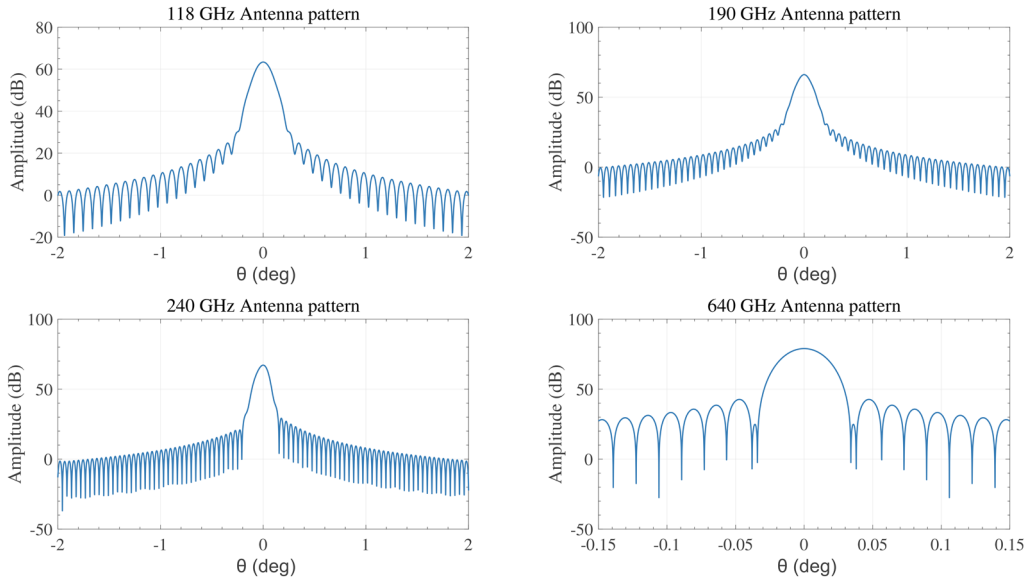 118 GHz Antenna pattern
80
60
40
20
0
-20
Amplitude (dB)
-2 -1 0 1 2
θ (deg)
190 GHz Antenna pattern
100
50
0
-50
Amplitude (dB)
-2 -1 0 1 2
θ (deg)
240 GHz Antenna pattern
100
50
0
-50
Amplitude (dB)
-2 -1 0 1 2
θ (deg)
640 GHz Antenna pattern
100
50
0
-50
Amplitude (dB)
-0.15 -0.1 -0.05 0 0.05 0.1 0.15
θ (deg)